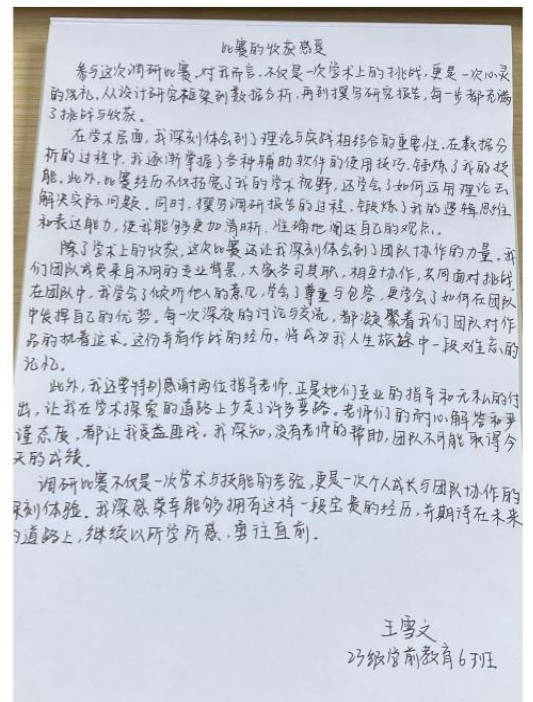 比赛的收获感受
参与这次调研比赛,对我而言,不仅是一次学术上的挑战,更是一次心灵
的洗礼。从设计研究框架到数据分析,再到撰写研究报告,每一步都充满
了挑战与收获。
在学术层面,我深刻体会到了理论与实践相结合的重要性。在数据分
析的过程中,我逐渐掌握了各种辅助软件的使用技巧,锤炼了我的技
能。此外,比赛经历不仅拓宽了我的学术视野,还学会了如何运用理论去
解决实际问题。同时,撰写调研报告的过程,锻炼了我的逻辑思维
和表达能力,使我能够更加清晰、准确地阐述自己的观点。
除了学术上的收获,这次比赛还让我深刻体会到了团队协作的力量。我
们团队成员来自不同的专业背景,大家各司其职,相互协作,共同面对挑战。
在团队中,我学会了倾听他人的意见,学会了尊重与包容,更学会了如何在团队
中发挥自己的优势。每一次深夜的讨论与交流,都凝聚着我们团队对作
品的执着追求。这份并肩作战的经历,将成为我人生旅途中一段难忘的
记忆。
此外,我还要特别感谢两位指导老师。正是她们专业的指导和无私的付
出,让我在学术探索的道路上少走了许多弯路。老师们的耐心解答和严
谨态度,都让我受益匪浅。我深知,没有老师的帮助,团队不可能取得今
天的成绩。
调研比赛不仅是一次学术与技能的考验,更是一次个人成长与团队协作的
深刻体验。我深感荣幸能够拥有这样一段宝贵的经历,并期待在未来
的道路上,继续以所学所感,勇往直前。
王雪文
23级学前教育6班